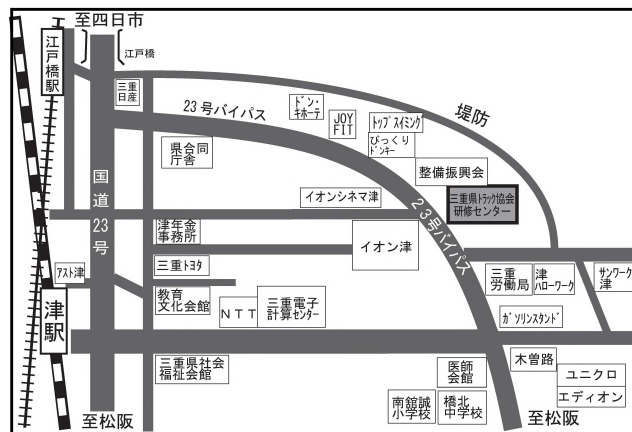 至四日市
江戸橋
江戸橋駅
三重
日産
23号バイパス
ドン・
キホーテ
JOY
FIT
トップスイミング
びっくり
ドンキー
堤防
県合同
庁舎
整備振興会
三重県トラック協会
研修センター
国道23号
イオンシネマ津
津年金
事務所
イオン津
23号バイパス
三重トヨタ
アスト津
教育
文化会館
NTT
三重電子
計算センター
三重
労働局
津
ハローワーク
サンワーク
津
ガソリンスタンド
津駅
三重県社会
福祉会館
医師
会館
木曽路
ユニクロ
エディオン
南舘誠
小学校
橋北
中学校
至松阪
至松阪